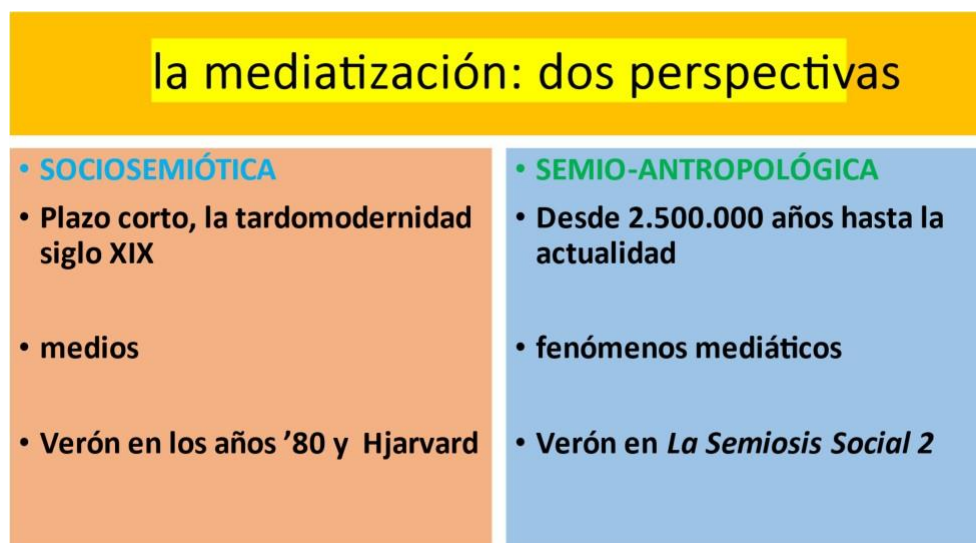 la mediatización: dos perspectivas
• SOCIOSEMIÓTICA
• Plazo corto, la tardomodernidad
siglo XIX
• medios
• Verón en los años ’80 y Hjarvard
• SEMIO-ANTROPOLÓGICA
• Desde 2.500.000 años hasta la
actualidad
• fenómenos mediáticos
• Verón en La Semiosis Social 2